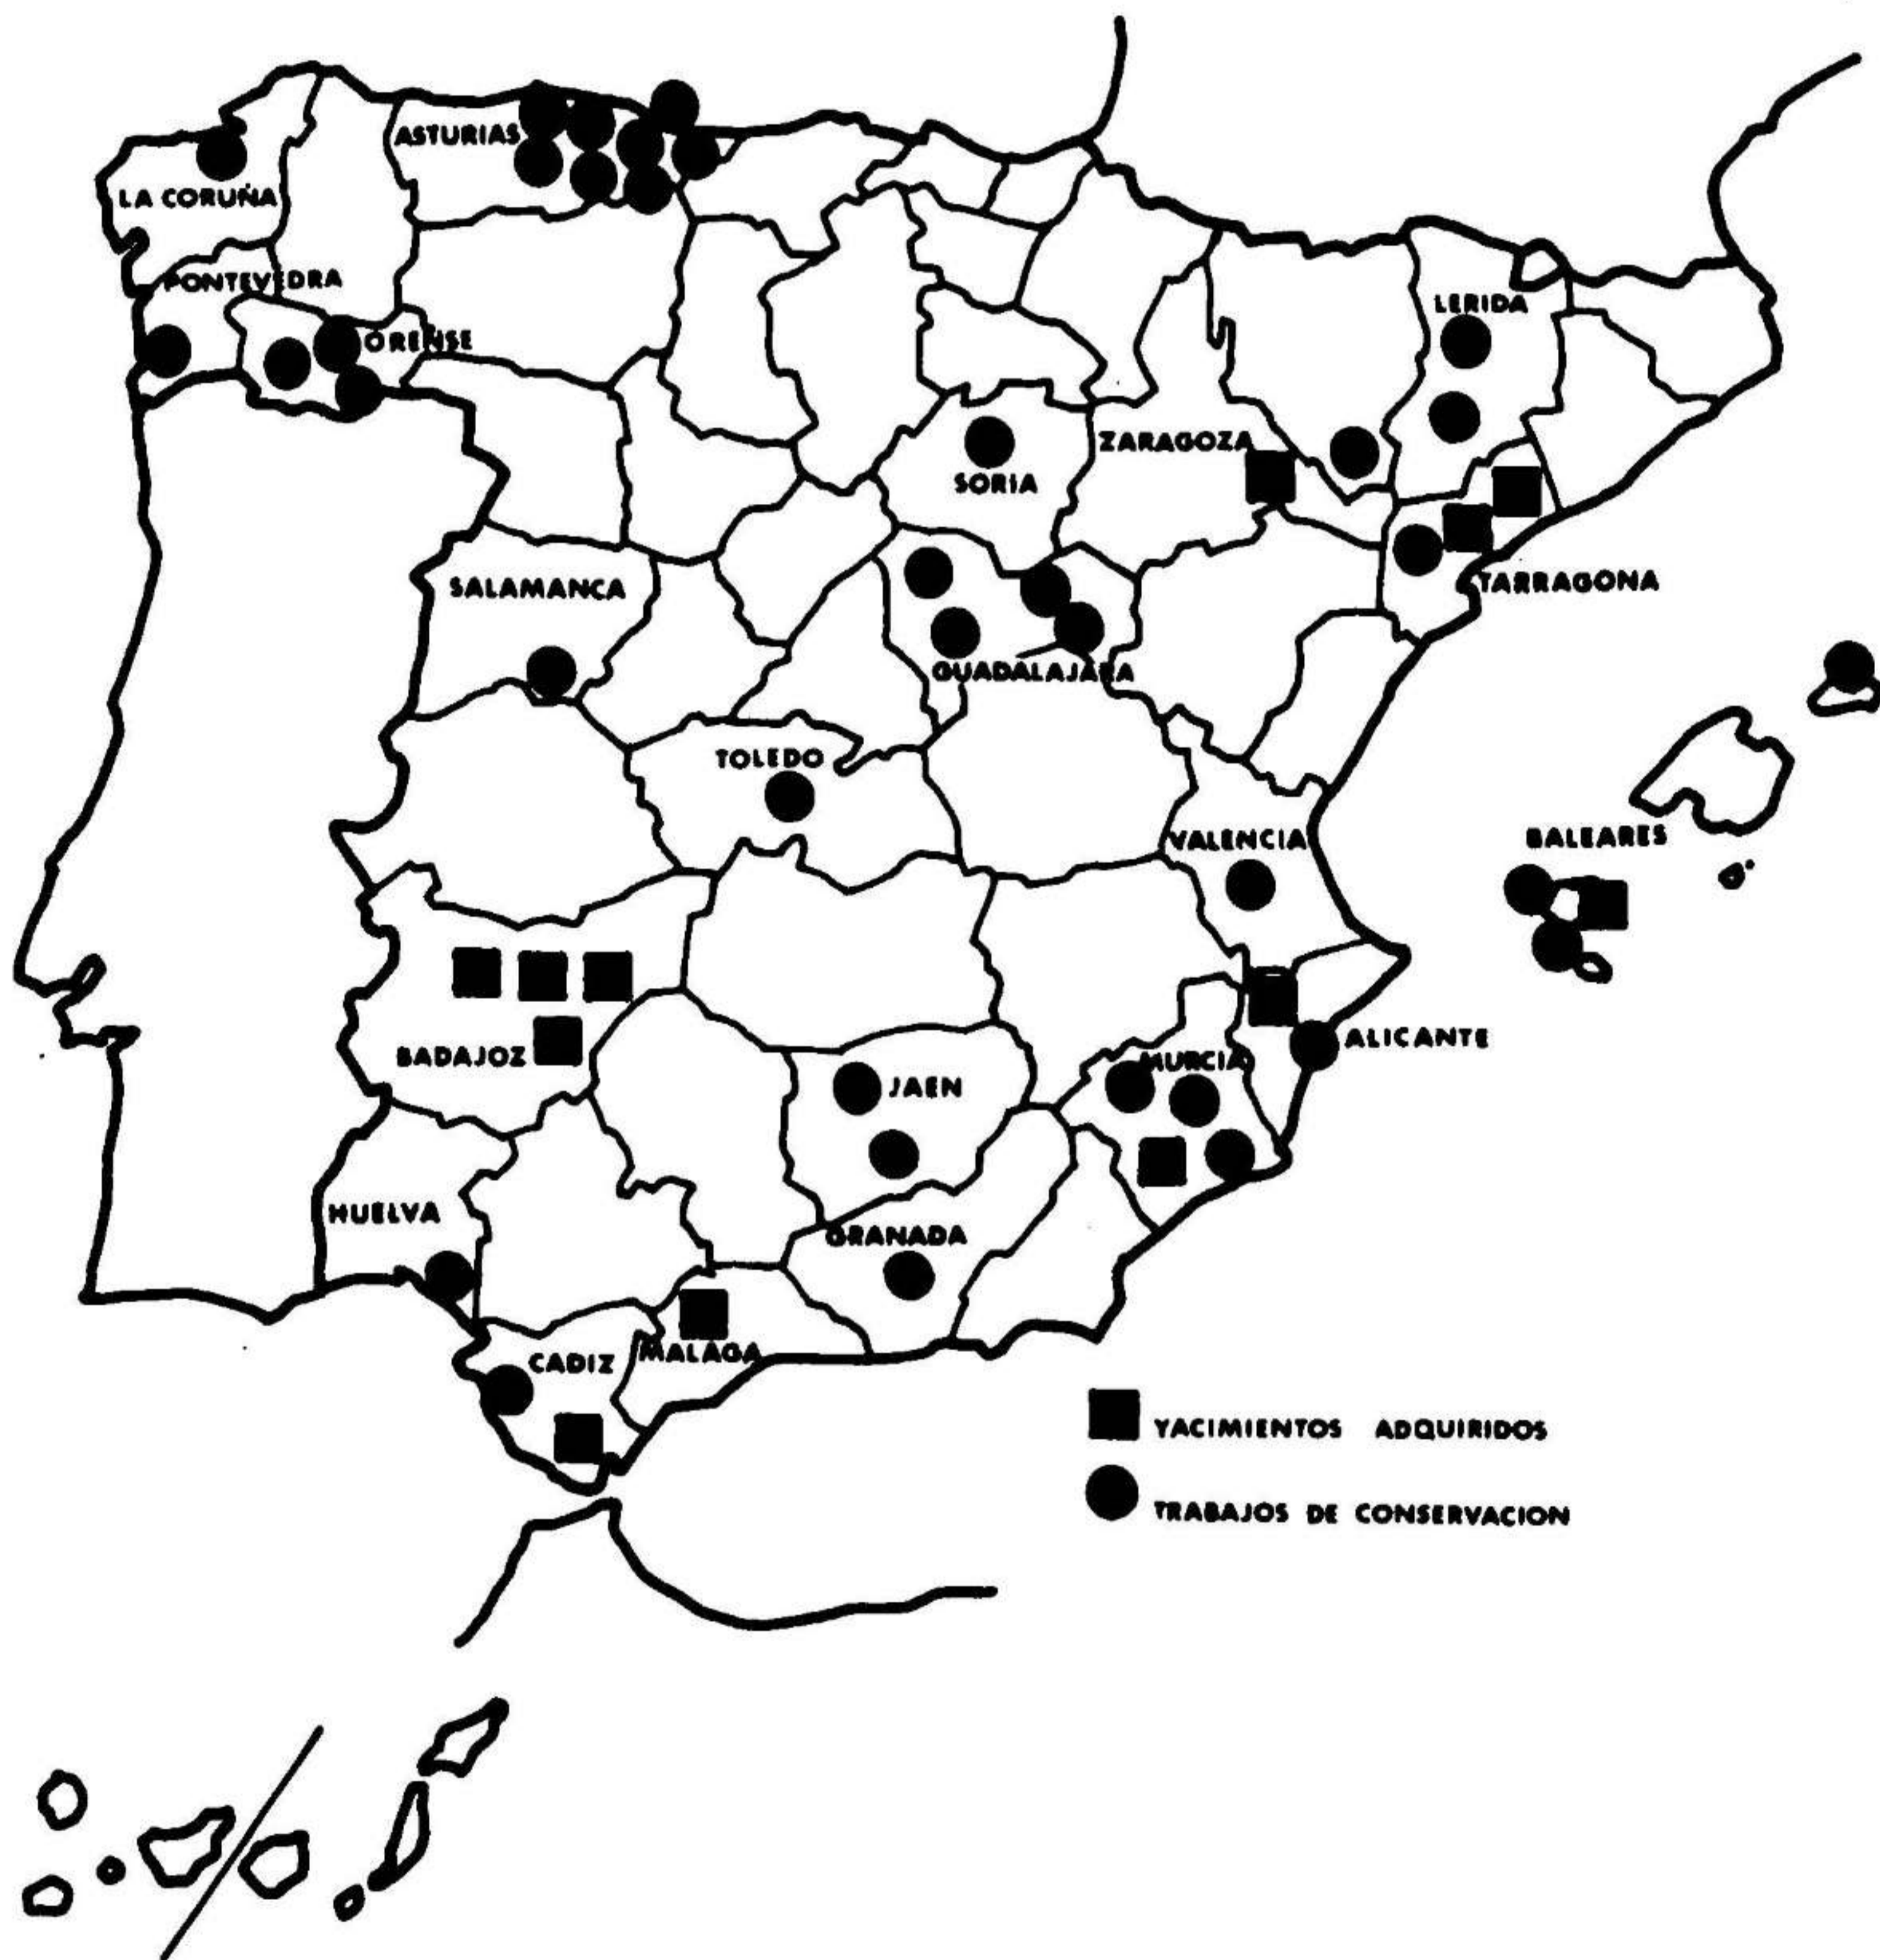 ASTURIAS
LA CORUÑA
PONTEVEDRA
ORENSE
LERIDA
ZARAGOZA
SORIA
TARRAGONA
SALAMANCA
GUADALAJARA
TOLEDO
VALENCIA
BALEARES
BADAJOZ
ALICANTE
MURCIA
JAEN
HUELVA
GRANADA
CADIZ
MALAGA
YACIMIENTOS ADQUIRIDOS
TRABAJOS DE CONSERVACION